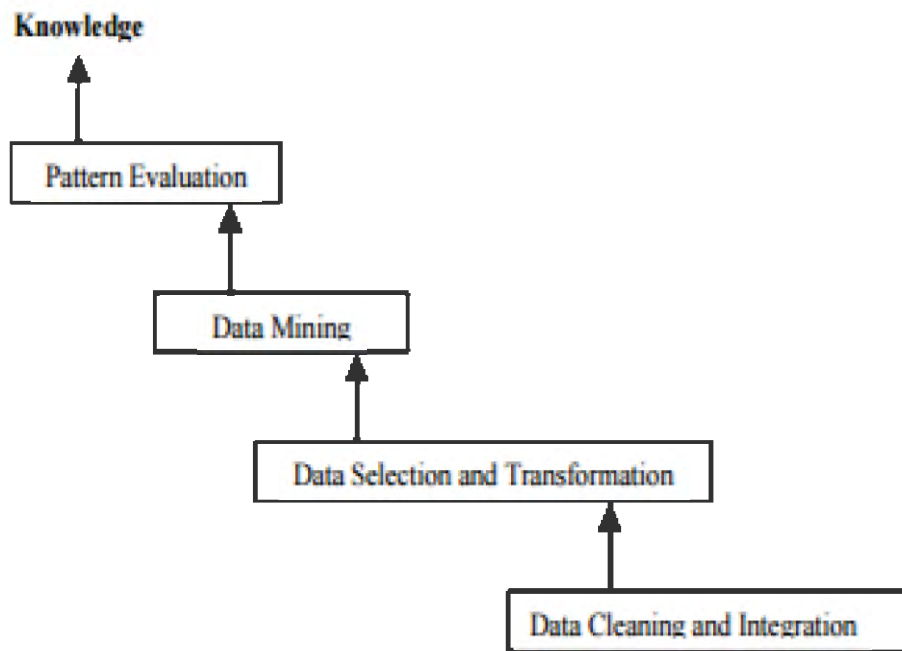 Knowledge
Pattern Evaluation
Data Mining
Data Selection and Transformation
Data Cleaning and Integration